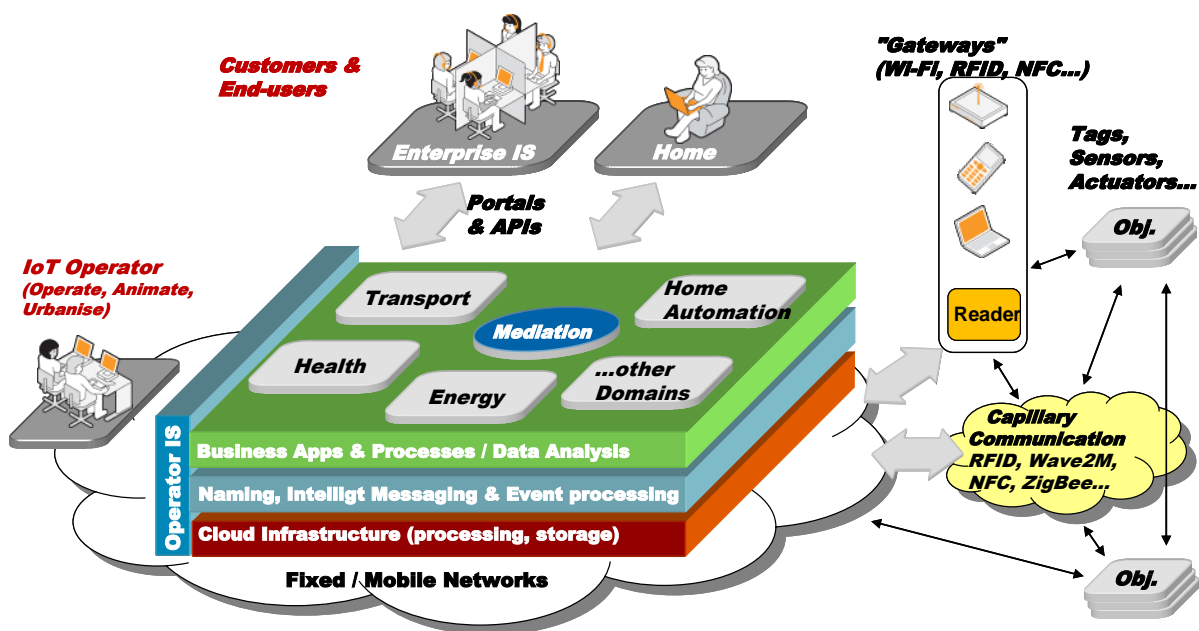 Customers &
End-users
Enterprise IS
Home
Portals
& APIs
"Gateways"
(Wi-Fi, RFID, NFC...)
Tags,
Sensors,
Actuators...
Obj.
Reader
IoT Operator
(Operate, Animate,
Urbanise)
Transport
Home
Automation
Mediation
Health
Energy
...other
Domains
Operator IS
Business Apps & Processes / Data Analysis
Naming, Intelligt Messaging & Event processing
Cloud Infrastructure (processing, storage)
Fixed / Mobile Networks
Capillary
Communication
RFID, Wave2M,
NFC, ZigBee...
Obj.